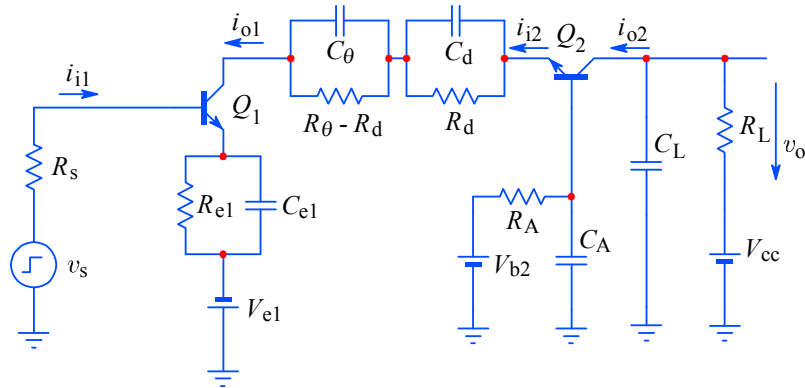 i_o1
C_θ
C_d
i_i2
Q_2
i_o2
i_i1
Q_1
R_θ - R_d
R_d
R_L
v_o
R_s
C_L
R_e1
C_e1
R_A
C_A
v_s
V_b2
V_cc
V_e1